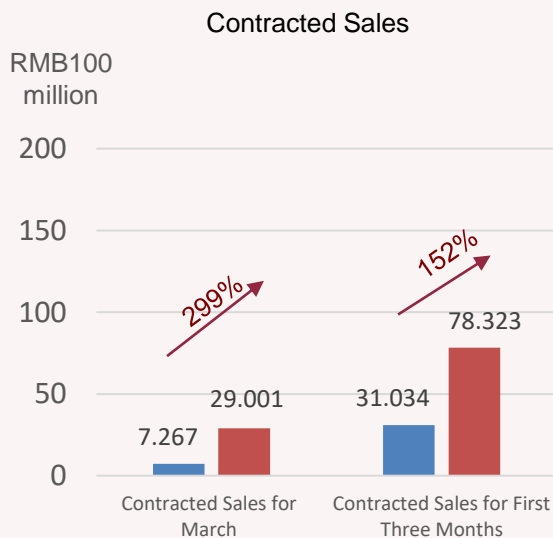 Contracted Sales
RMB100
million
200
150
100
50
0
299%
152%
7.267
29.001
31.034
78.323
Contracted Sales for
March
Contracted Sales for First
Three Months